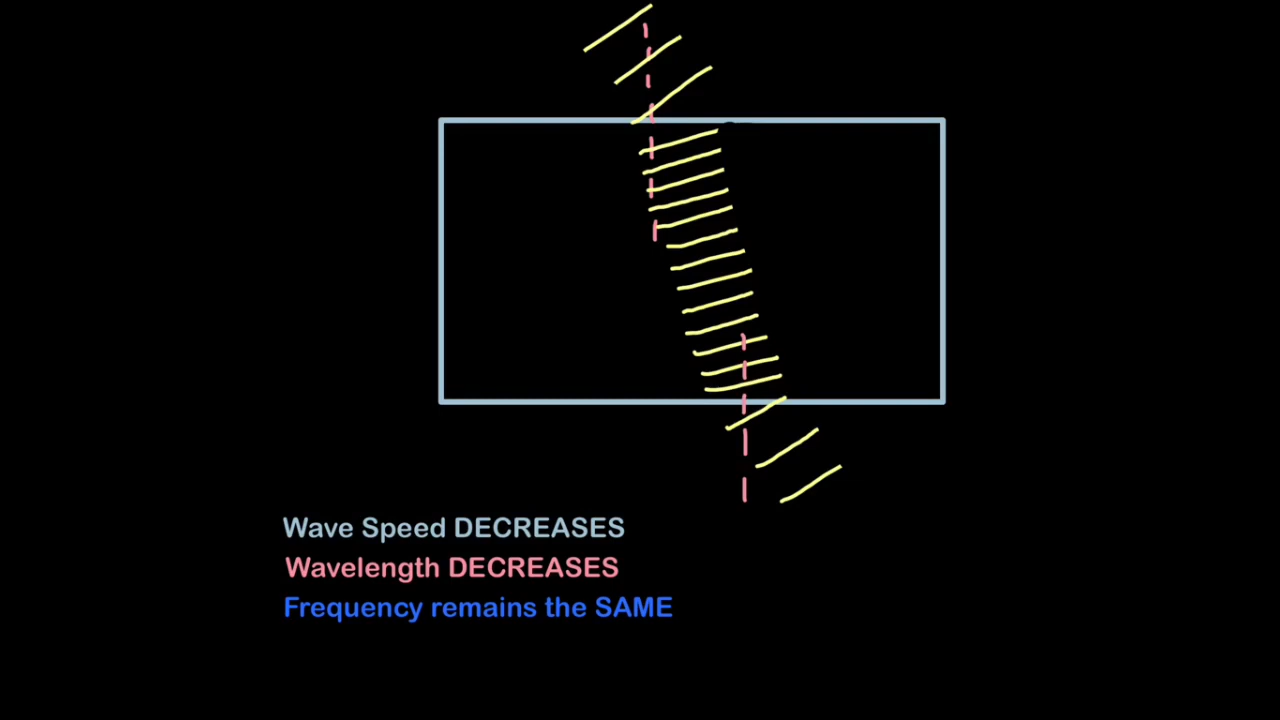 Wave Speed DECREASES
Wavelength DECREASES
Frequency remains the SAME